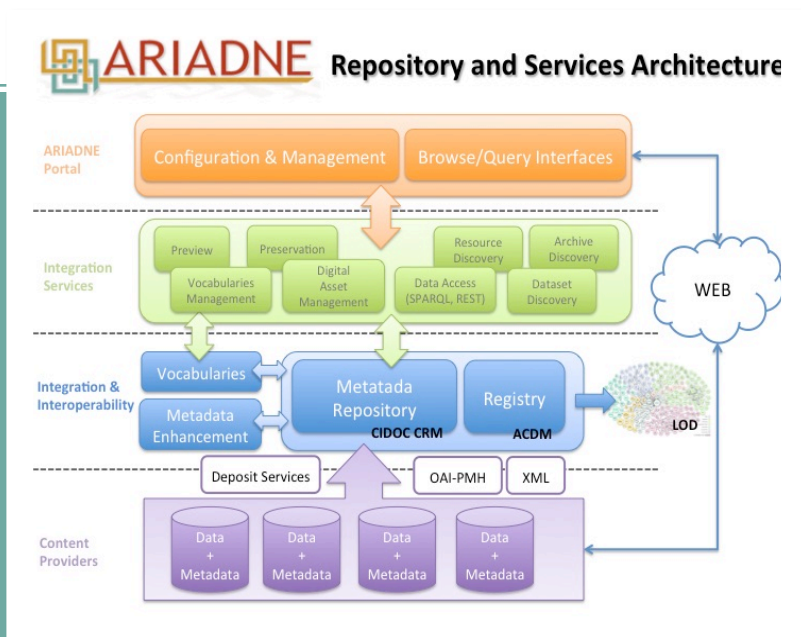 ARIADNE Repository and Services Architecture
ARIADNE
Portal
Configuration & Management
Browse/Query Interfaces
Integration
Services
Preview
Preservation
Resource
Discovery
Archive
Discovery
Vocabularies
Management
Digital
Asset
Management
Data Access
(SPARQL, REST)
Dataset
Discovery
WEB
Integration &
Interoperability
Vocabularies
Metadata
Enhancement
Metatada
Repository
CIDOC CRM
Registry
ACDM
LOD
Deposit Services
OAI-PMH
XML
Content
Providers
Data
+
Metadata
Data
+
Metadata
Data
+
Metadata
Data
+
Metadata